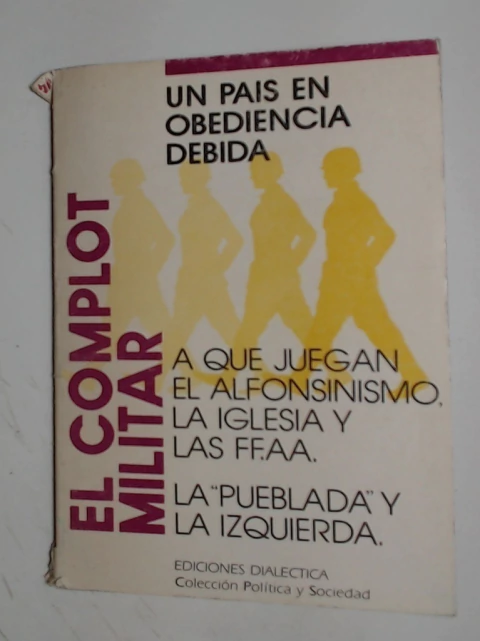 UN PAIS EN
OBEDIENCIA
DEBIDA
EL COMPLOT
MILITAR
A QUE JUEGAN
EL ALFONSINISMO,
LA IGLESIA Y
LAS FF.AA.
LA "PUEBLADA" Y
LA IZQUIERDA.
EDICIONES DIALECTICA
Colección Política y Sociedad